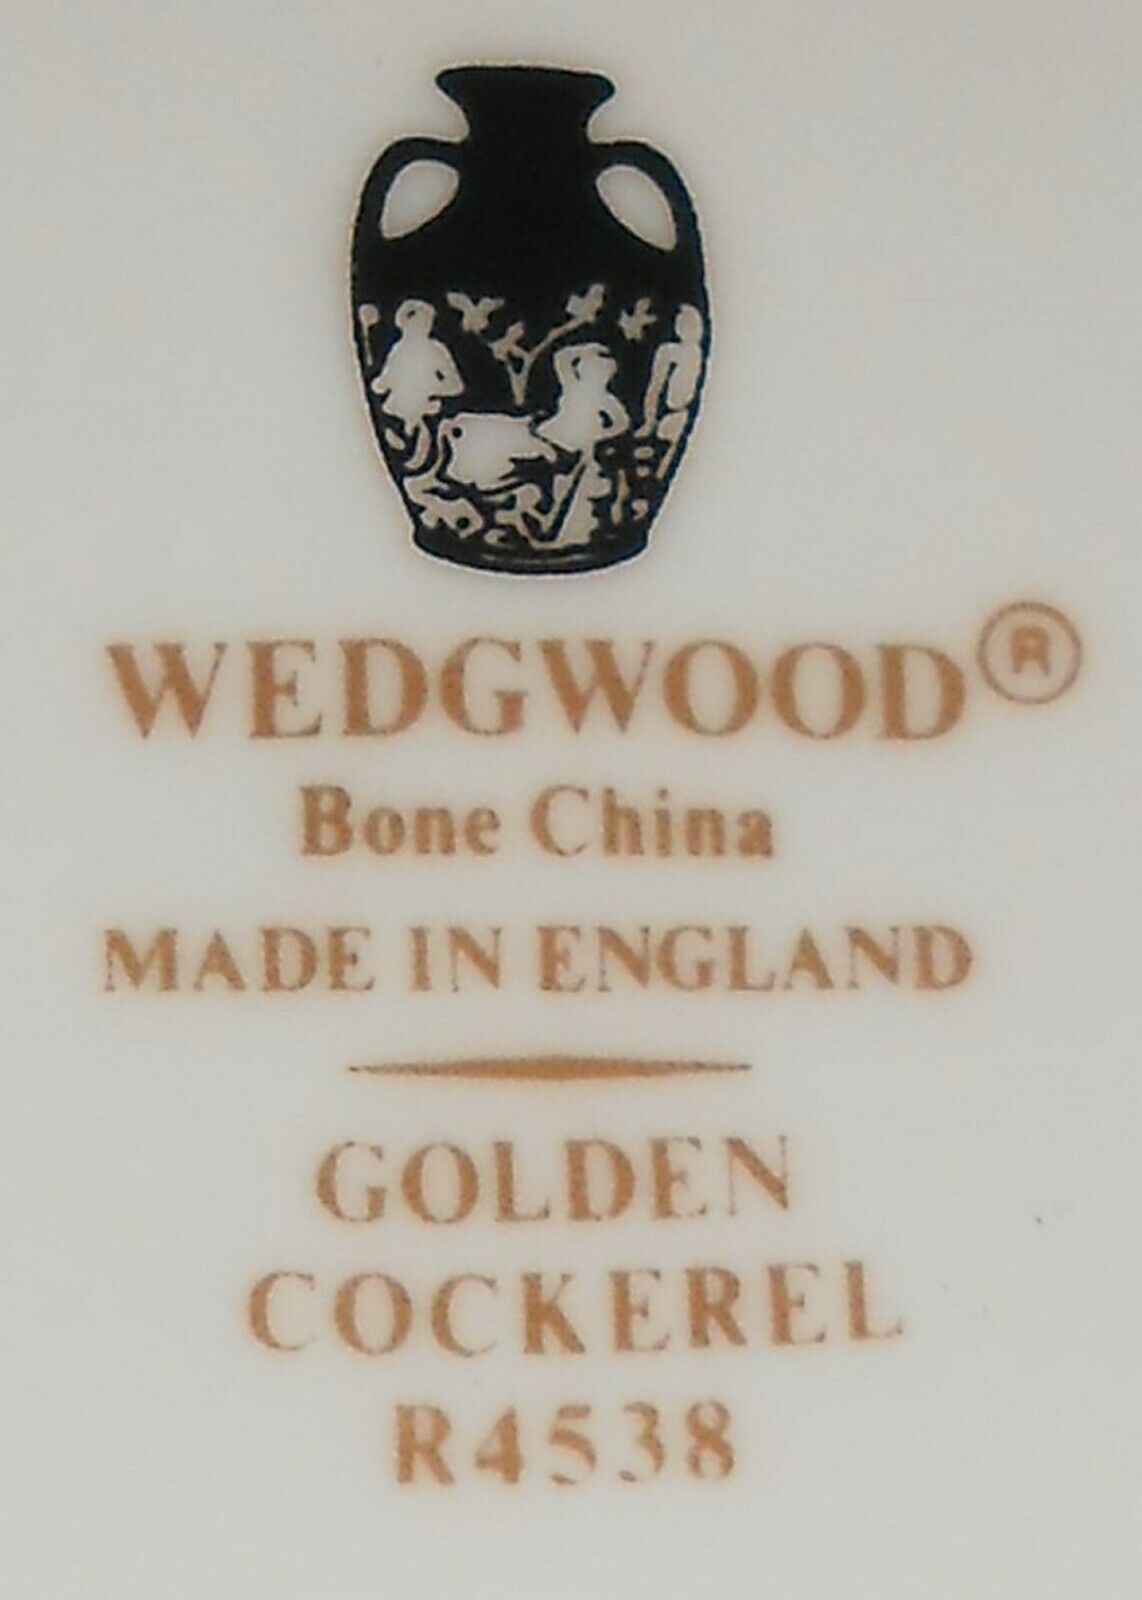 WEDGWOOD®
Bone China
MADE IN ENGLAND
GOLDEN
COCKEREL
R4538